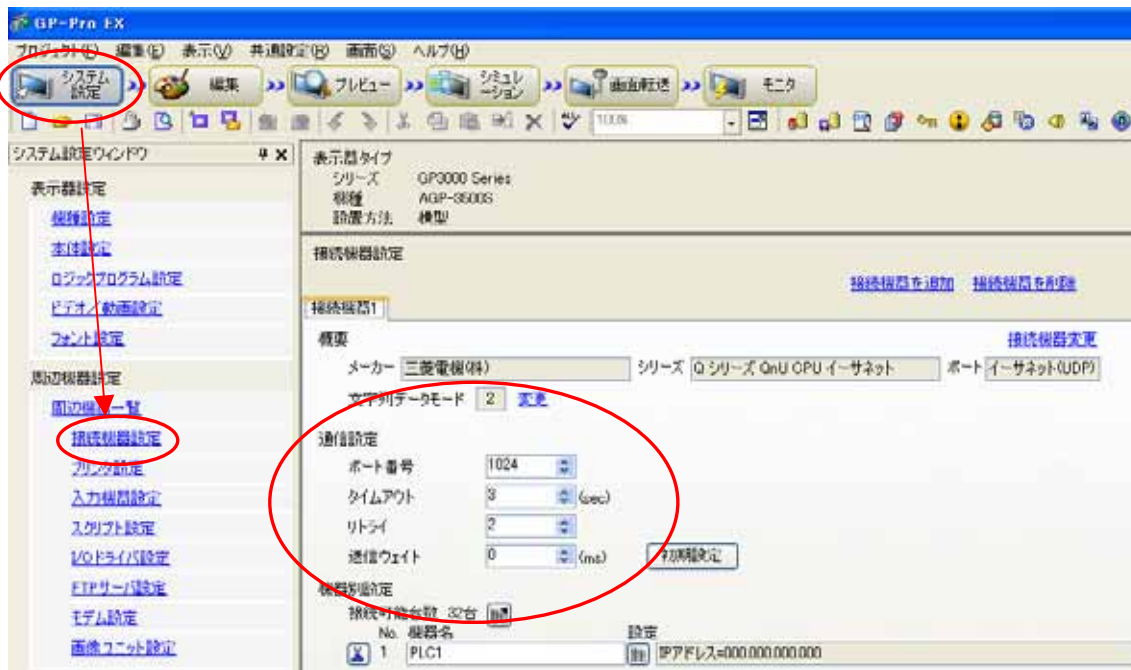 GP-Pro EX
プロジェクト(F) 編集(E) 表示(V) 共通設定(R) 画面(S) ヘルプ(H)
システム設定 編集 プレビュー シミュレーション 画面転送 モニタ
システム設定ウィンドウ
表示器設定
機種設定
本体設定
ロジックプログラム設定
ビデオ/動画設定
フォント設定
周辺機器設定
周辺機器一覧
接続機器設定
プリンタ設定
入力機器設定
スクリプト設定
I/Oドライバ設定
FTPサーバ設定
モデム設定
画像ユニット設定
表示器タイプ
シリーズ GP3000 Series
機種 AGP-3500S
設置方法 横型
接続機器設定
接続機器を追加 接続機器を削除
接続機器1
概要 接続機器変更
メーカー 三菱電機(株) シリーズ Q シリーズ QnU CPU イーサネット ポート イーサネット(UDP)
文字列データモード 2 変更
通信設定
ポート番号 1024
タイムアウト 3 (sec)
リトライ 2
送信ウェイト 0 (ms) 初期設定
機器別設定
接続可能台数 32台
No. 機器名 設定
1 PLC1 IPアドレス=000.000.000.000